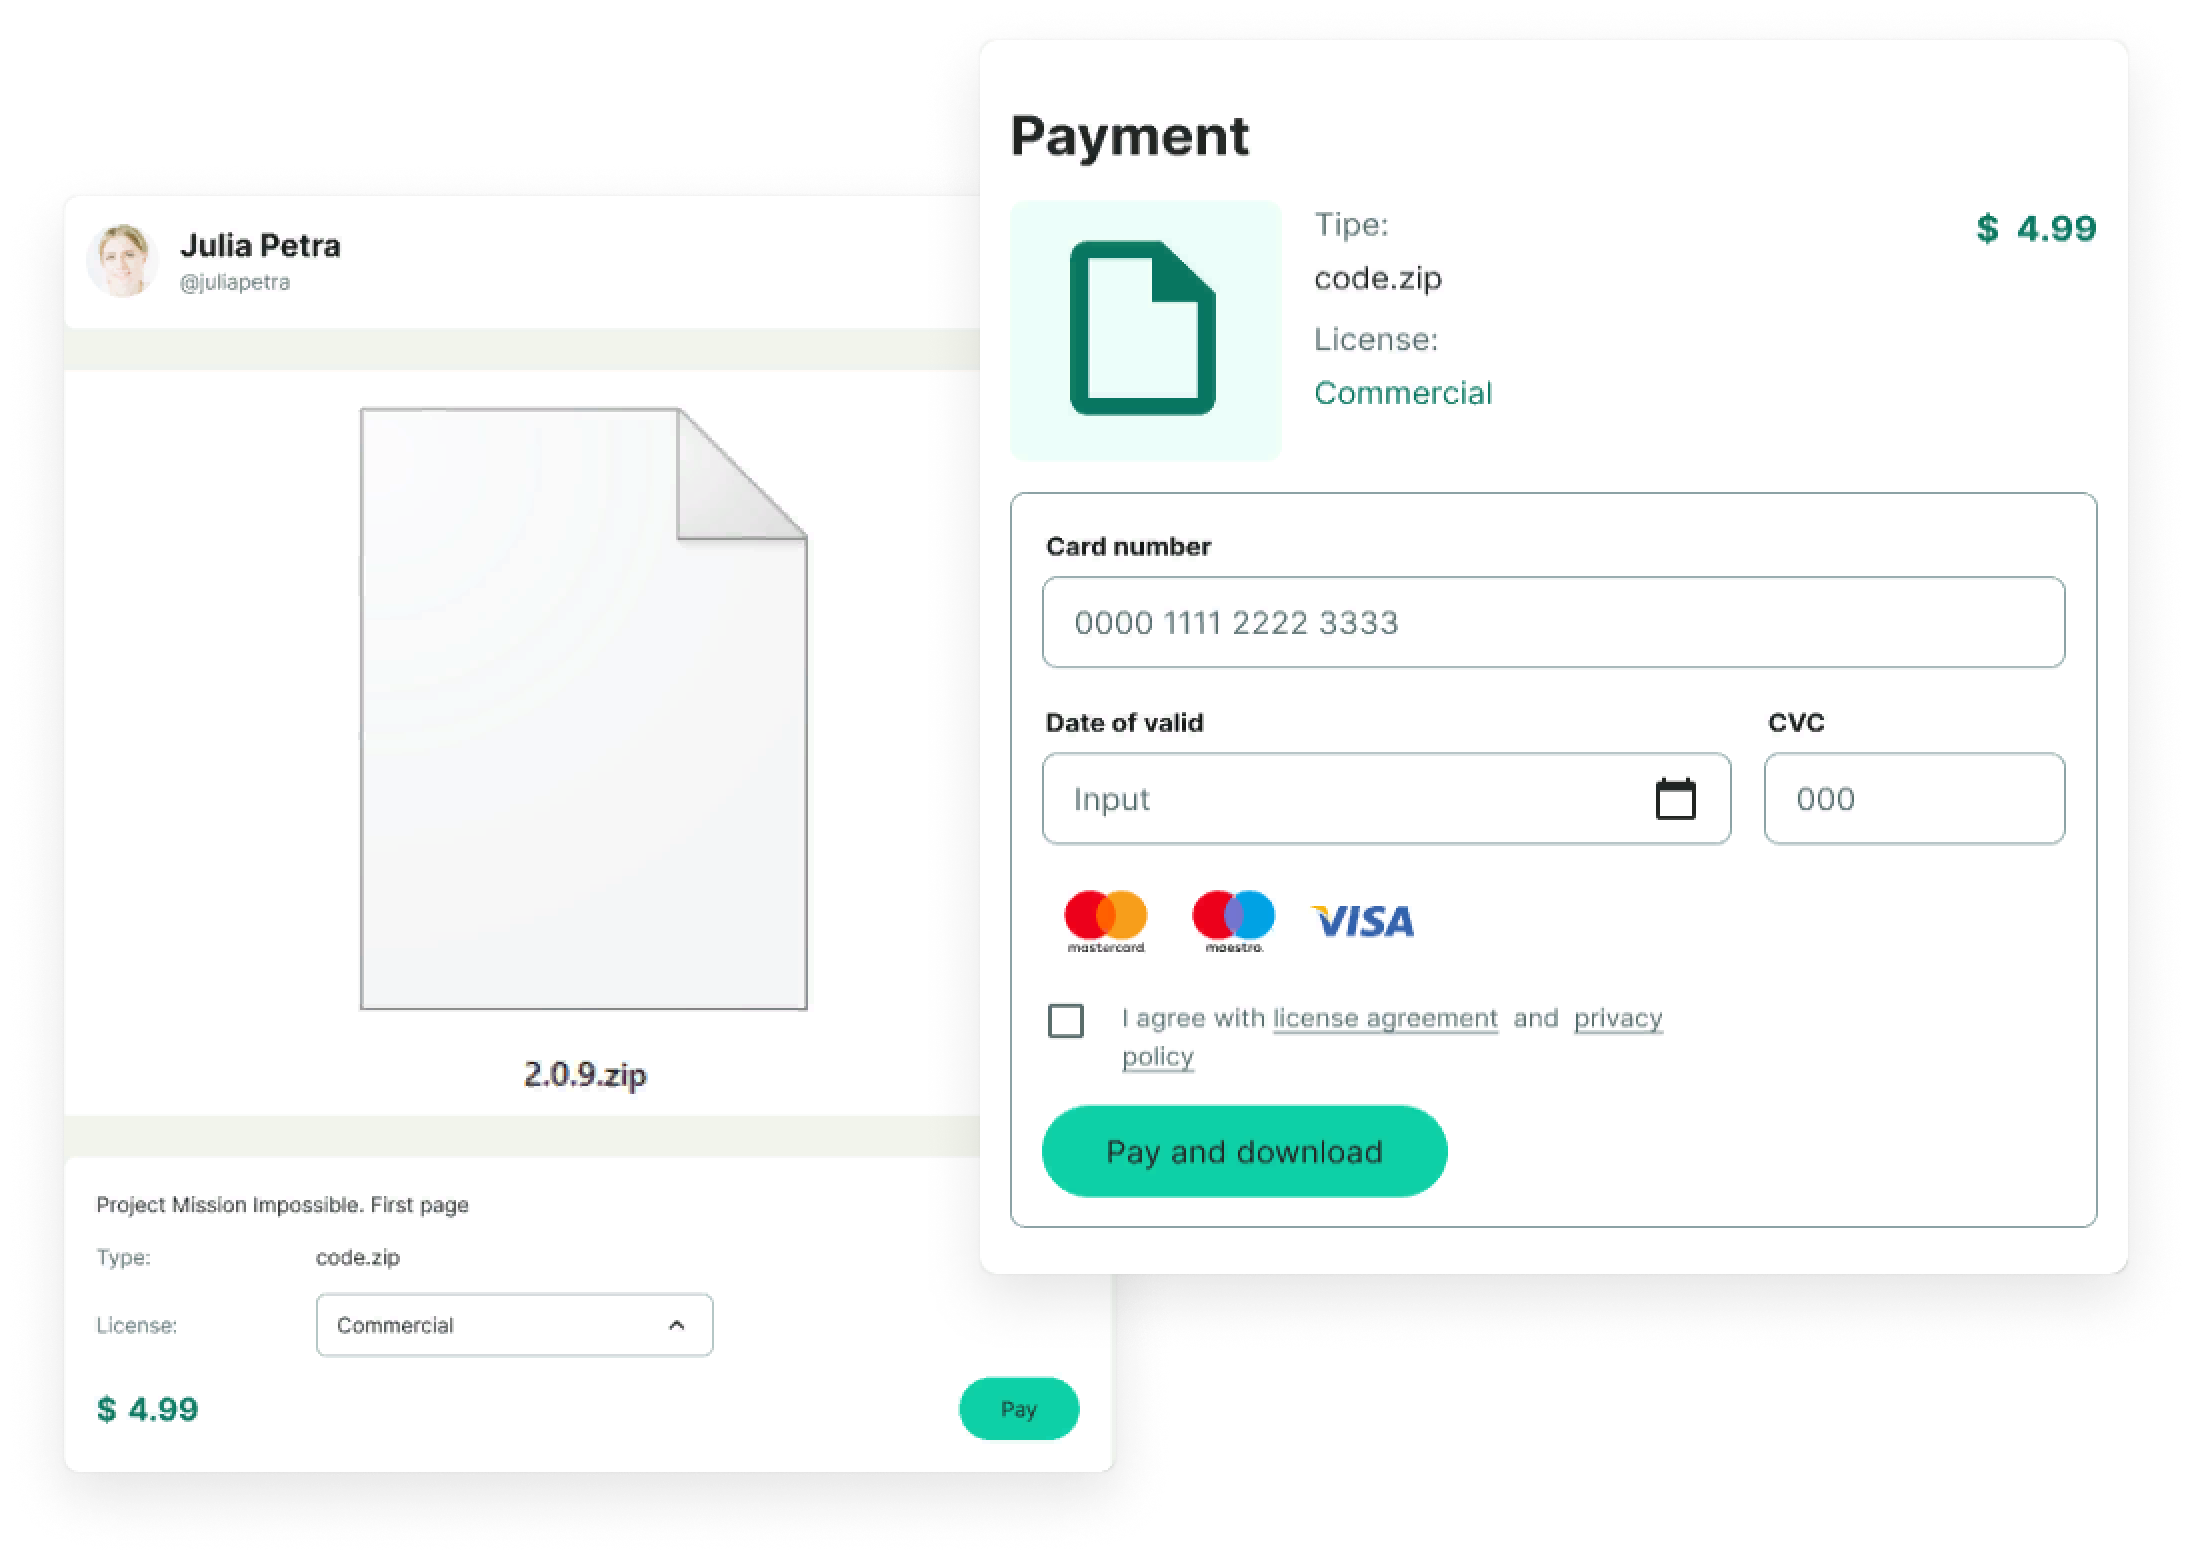 Julia Petra
@juliapetra
2.0.9.zip
Project Mission Impossible. First page
Type: code.zip
License: Commercial
$ 4.99
Pay
Payment
Tipe:
$ 4.99
code.zip
License:
Commercial
Card number
0000 1111 2222 3333
Date of valid CVC
Input 000
mastercard. maestro. VISA
I agree with license agreement and privacy
policy
Pay and download